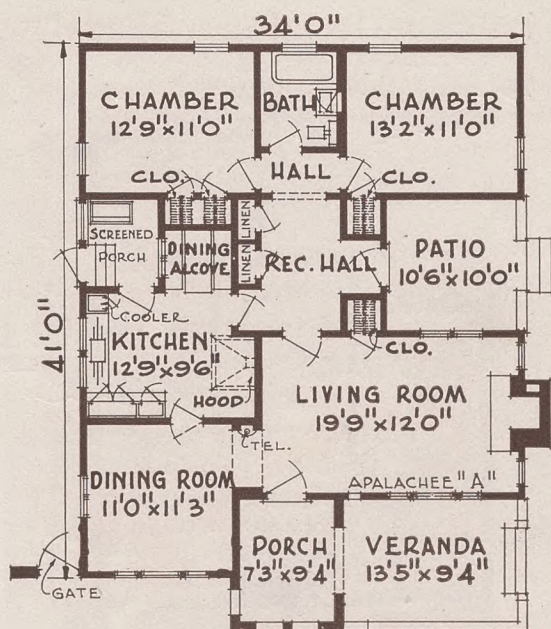 34'0"
CHAMBER
12'9"x11'0"
BATH
CHAMBER
13'2"x11'0"
HALL
CLO.
CLO.
SCREENED
PORCH
DINING
ALCOVE
LINEN
LINEN
REC. HALL
PATIO
10'6"x10'0"
COOLER
41'0"
KITCHEN
12'9"x9'6"
HOOD
CLO.
LIVING ROOM
19'9"x12'0"
TEL.
APALACHEE "A"
DINING ROOM
11'0"x11'3"
PORCH
7'3"x9'4"
VERANDA
13'5"x9'4"
GATE